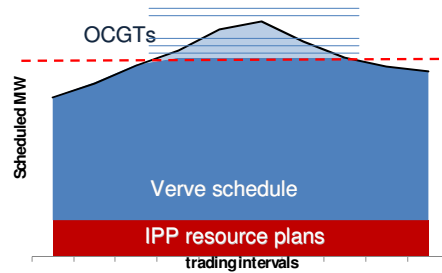 OCGTs
Scheduled MW
Verve schedule
IPP resource plans
trading intervals